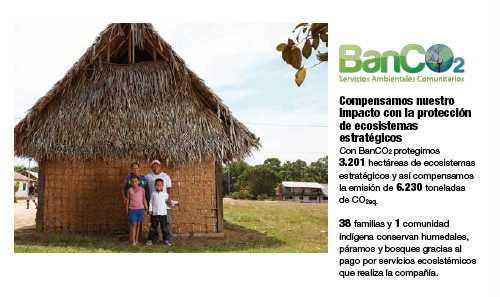 BanCO2
Servicios Ambientales Comunitarios
Compensamos nuestro
impacto con la protección
de ecosistemas
estratégicos
Con BanCO2 protegimos
3.201 hectáreas de ecosistemas
estratégicos y así compensamos
la emisión de 6.230 toneladas
de CO2eq.
38 familias y 1 comunidad
indígena conservan humedales,
páramos y bosques gracias al
pago por servicios ecosistémicos
que realiza la compañía.